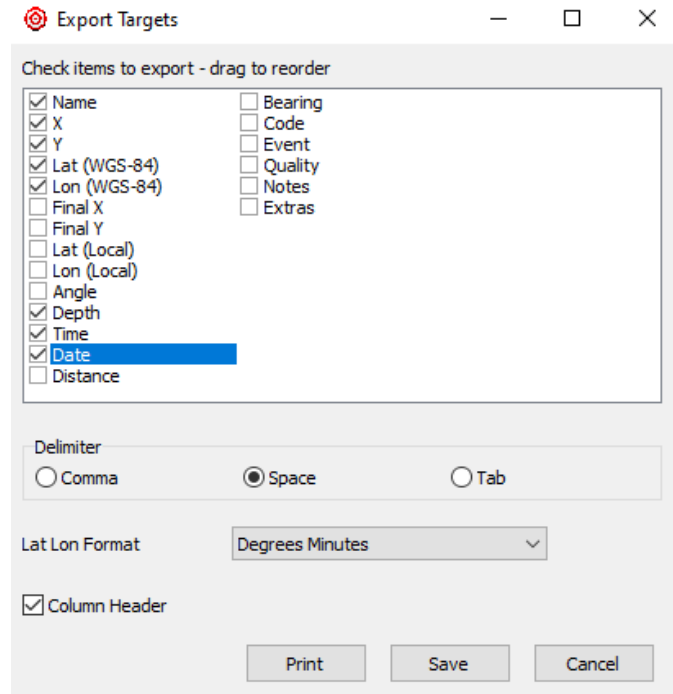 Export Targets
Check items to export - drag to reorder
Name
X
Y
Lat (WGS-84)
Lon (WGS-84)
Final X
Final Y
Lat (Local)
Lon (Local)
Angle
Depth
Time
Date
Distance
Bearing
Code
Event
Quality
Notes
Extras
Delimiter
Comma
Space
Tab
Lat Lon Format
Degrees Minutes
Column Header
Print
Save
Cancel